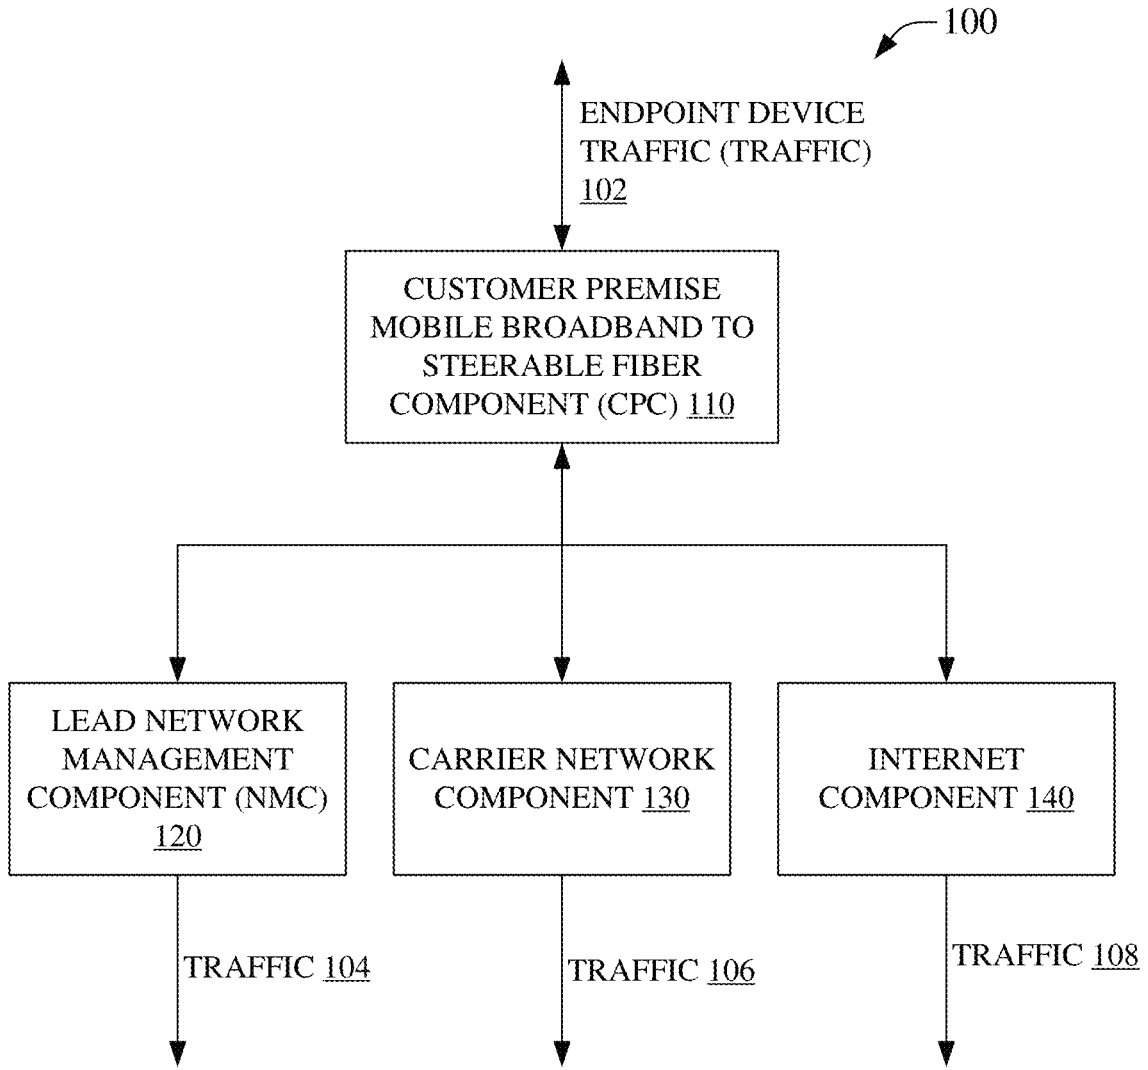 100
ENDPOINT DEVICE
TRAFFIC (TRAFFIC)
102
CUSTOMER PREMISE
MOBILE BROADBAND TO
STEERABLE FIBER
COMPONENT (CPC) 110
LEAD NETWORK
MANAGEMENT
COMPONENT (NMC)
120
CARRIER NETWORK
COMPONENT 130
INTERNET
COMPONENT 140
TRAFFIC 104
TRAFFIC 106
TRAFFIC 108